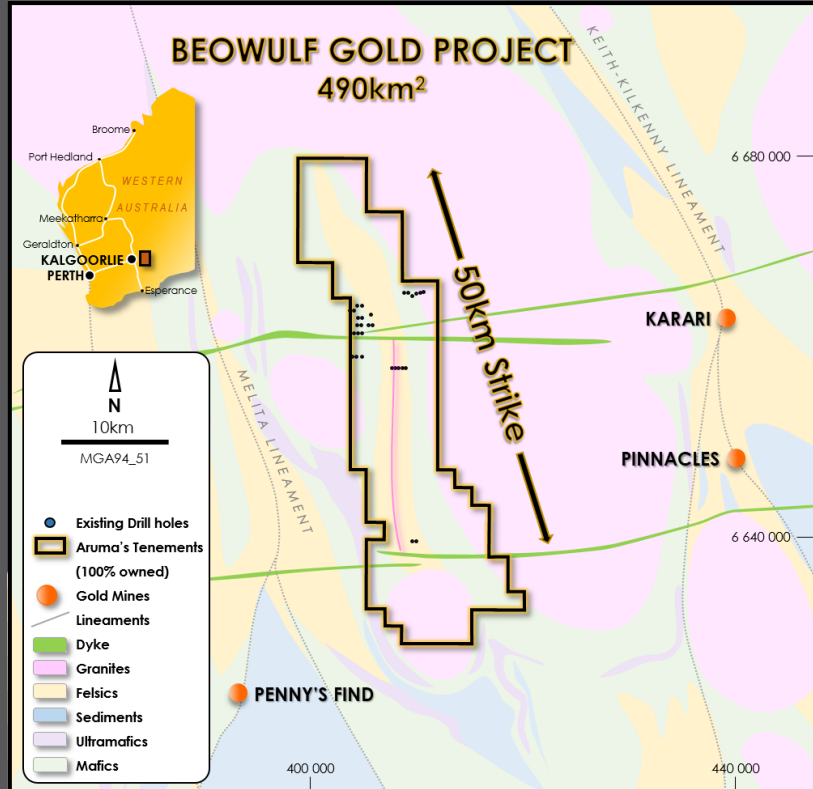 BEOWULF GOLD PROJECT
490km²
KEITH-KILKENNY LINEAMENT
6 680 000
Broome
Port Hedland
WESTERN
AUSTRALIA
Meekatharra
Geraldton
KALGOORLIE
PERTH
Esperance
50km Strike
KARARI
MELITA LINEAMENT
N
10km
MGA94_51
PINNACLES
Existing Drill holes
Aruma's Tenements
(100% owned)
Gold Mines
Lineaments
Dyke
Granites
Felsics
Sediments
Ultramafics
Mafics
6 640 000
PENNY'S FIND
400 000
440 000